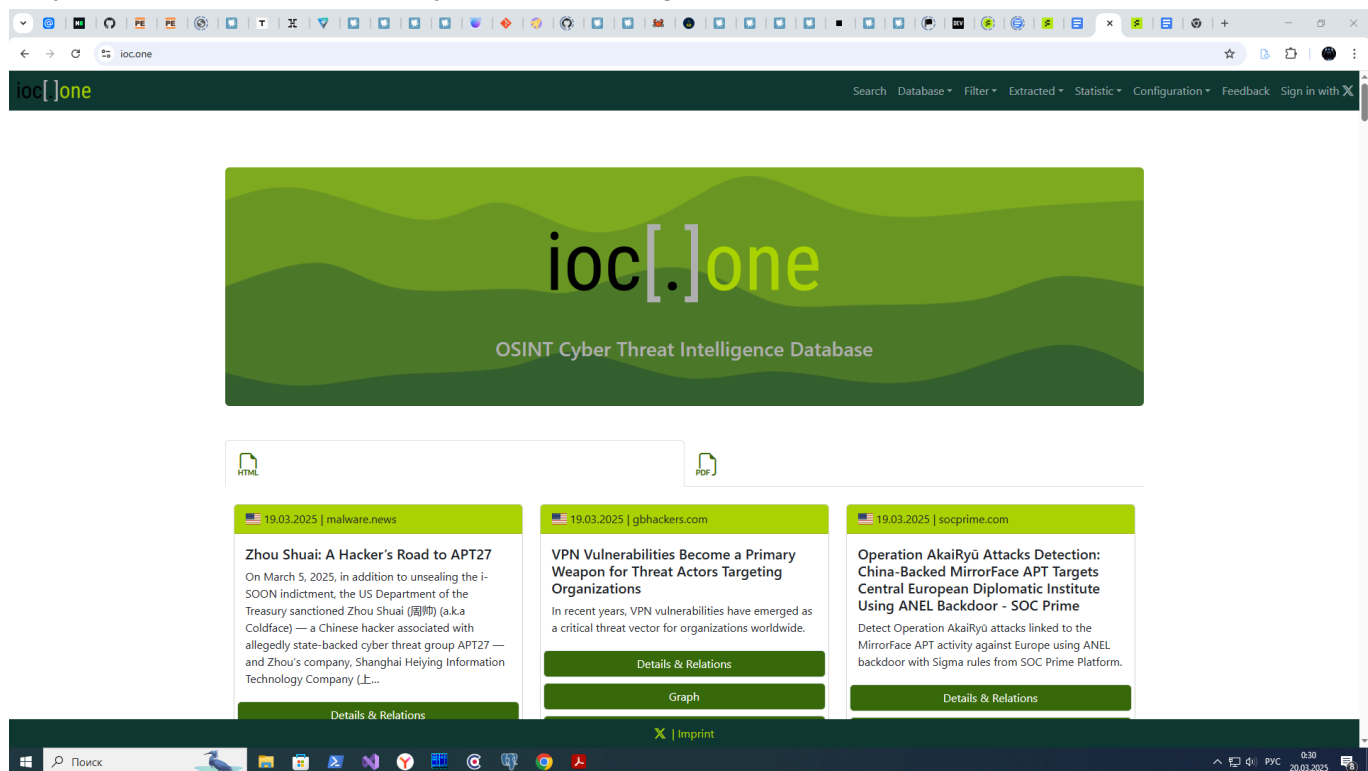 ioc.one
ioc[.]one
Search Database Filter Extracted Statistic Configuration Feedback Sign in with X
ioc[.]one
OSINT Cyber Threat Intelligence Database
HTML
PDF
19.03.2025 | malware.news
Zhou Shuai: A Hacker's Road to APT27
On March 5, 2025, in addition to unsealing the i-
SOON indictment, the US Department of the
Treasury sanctioned Zhou Shuai (周帅) (a.k.a
Coldface) — a Chinese hacker associated with
allegedly state-backed cyber threat group APT27 —
and Zhou's company, Shanghai Heiying Information
Technology Company (上...
Details & Relations
19.03.2025 | gbhackers.com
VPN Vulnerabilities Become a Primary
Weapon for Threat Actors Targeting
Organizations
In recent years, VPN vulnerabilities have emerged as
a critical threat vector for organizations worldwide.
Details & Relations
Graph
19.03.2025 | socprime.com
Operation AkaiRyū Attacks Detection:
China-Backed MirrorFace APT Targets
Central European Diplomatic Institute
Using ANEL Backdoor - SOC Prime
Detect Operation AkaiRyū attacks linked to the
MirrorFace APT activity against Europe using ANEL
backdoor with Sigma rules from SOC Prime Platform.
Details & Relations
X | Imprint
Поиск
РУС
0:30
20.03.2025